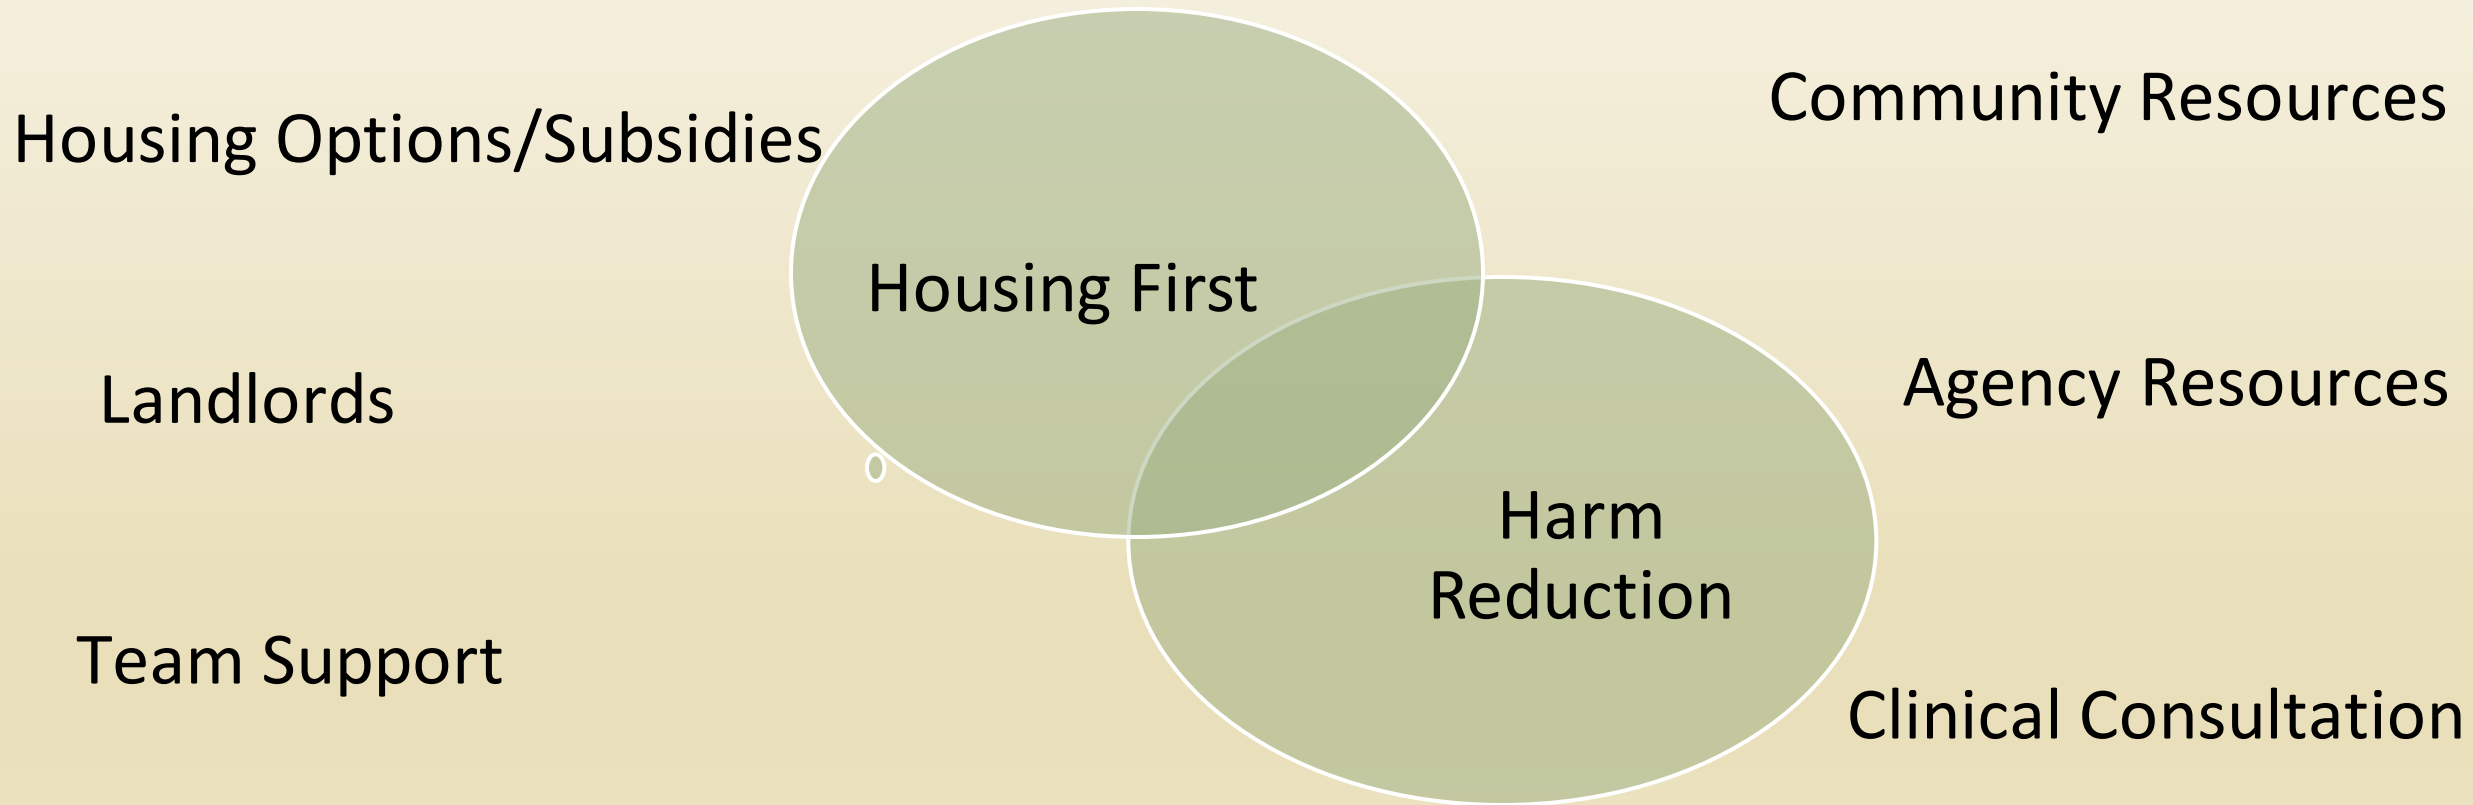 Housing Options/Subsidies
Landlords
Team Support
Housing First
Harm
Reduction
Community Resources
Agency Resources
Clinical Consultation